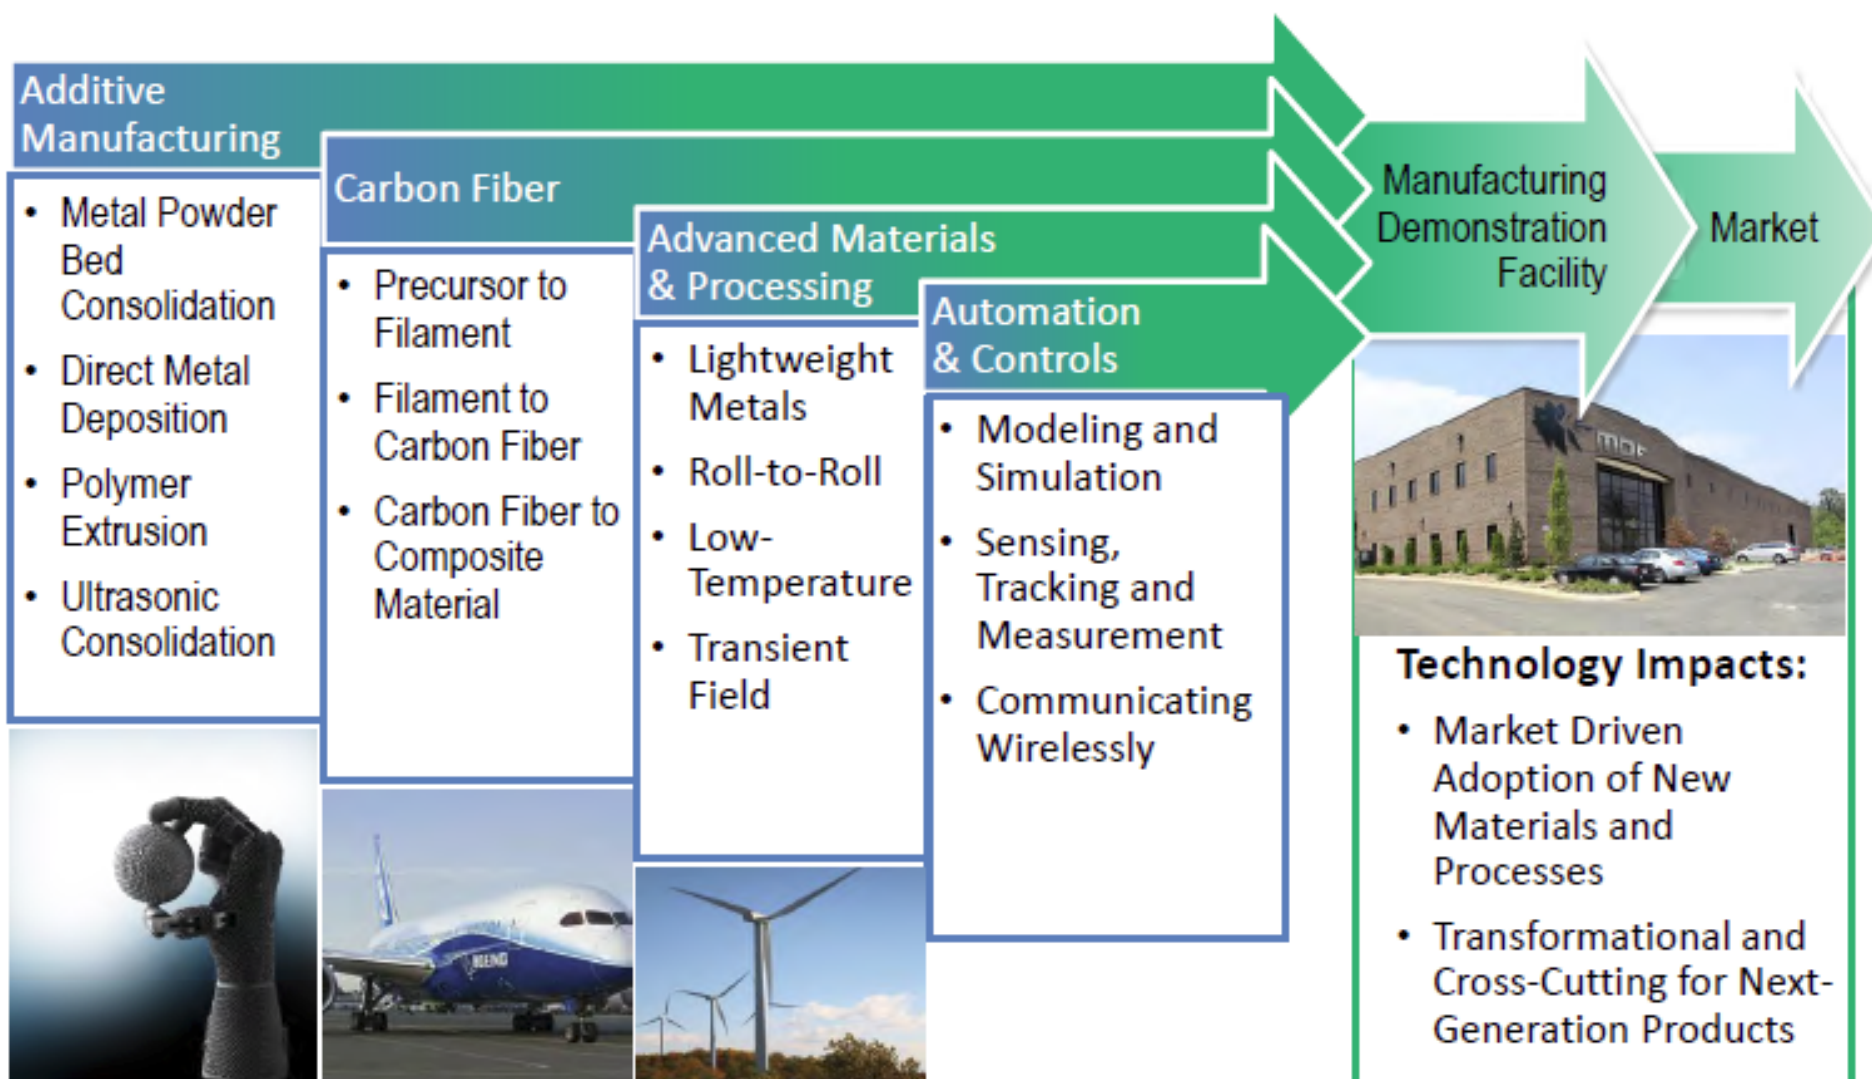 Additive
Manufacturing
• Metal Powder
Bed
Consolidation
• Direct Metal
Deposition
• Polymer
Extrusion
• Ultrasonic
Consolidation
Carbon Fiber
• Precursor to
Filament
• Filament to
Carbon Fiber
• Carbon Fiber to
Composite
Material
BOEING
Advanced Materials
& Processing
• Lightweight
Metals
• Roll-to-Roll
• Low-
Temperature
• Transient
Field
Automation
& Controls
• Modeling and
Simulation
• Sensing,
Tracking and
Measurement
• Communicating
Wirelessly
Manufacturing
Demonstration
Facility
Market
Technology Impacts:
• Market Driven
Adoption of New
Materials and
Processes
• Transformational and
Cross-Cutting for Next-
Generation Products